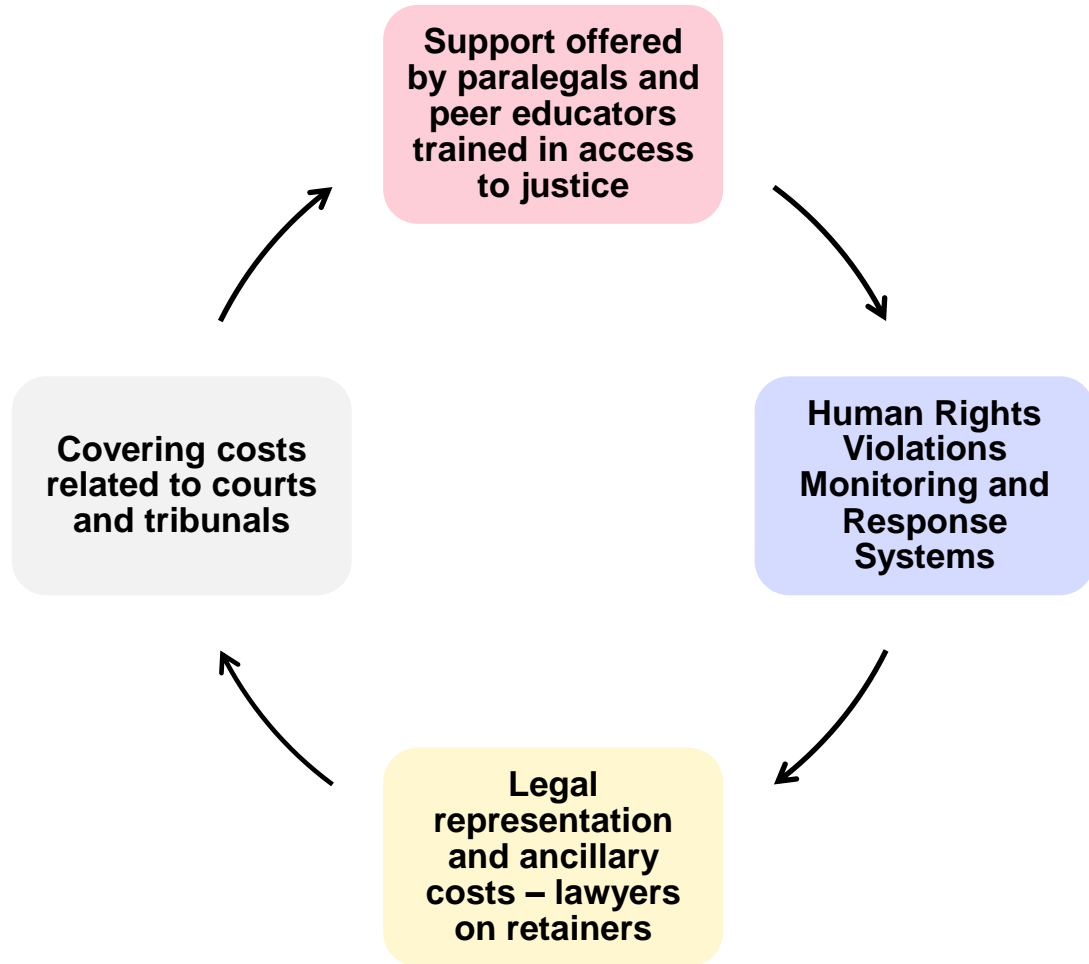 Support offered
by paralegals and
peer educators
trained in access
to justice
Human Rights
Violations
Monitoring and
Response
Systems
Legal
representation
and ancillary
costs – lawyers
on retainers
Covering costs
related to courts
and tribunals